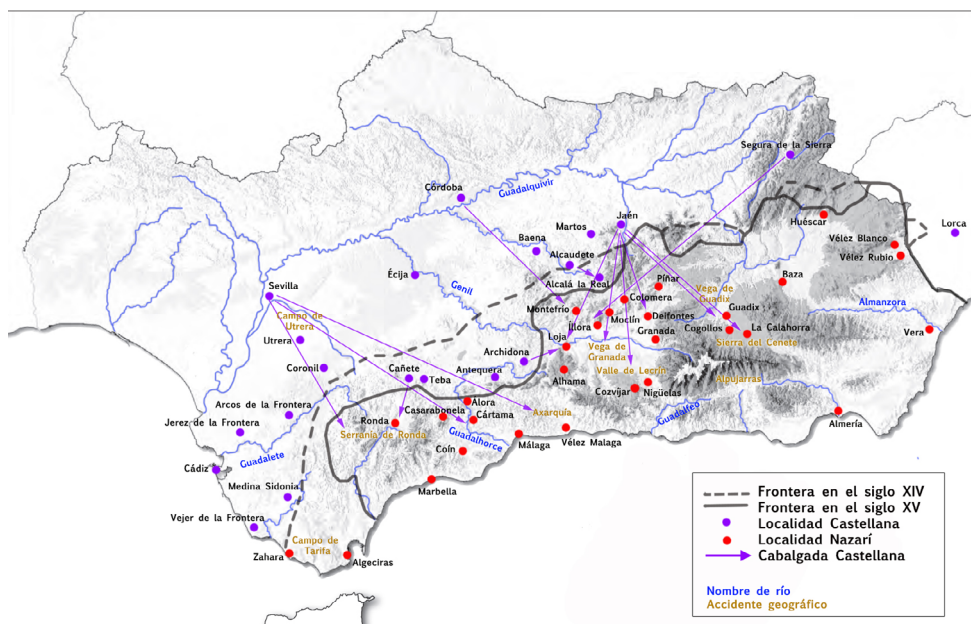 Segura de la Sierra
Guadalquivir
Córdoba
Jaén
Huéscar
Martos
Lorca
Baena
Vélez Blanco
Alcaudete
Vélez Rubio
Écija
Genil
Alcalá la Real
Píñar
Baza
Sevilla
Vega de
Guadix
Colomera
Almanzora
Campo de
Utrera
Montefrío
Moclín
Deifontes
Guadix
Íllora
Cogollos
La Calahorra
Vera
Utrera
Loja
Granada
Sierra del Cenete
Archidona
Vega de
Granada
Coronil
Cañete
Teba
Antequera
Alhama
Valle de Lecrín
Alpujarras
Cozvíjar
Nigüelas
Arcos de la Frontera
Álora
Casarabonela
Cártama
Axarquía
Guadalfeo
Jerez de la Frontera
Ronda
Serranía de Ronda
Guadalhorce
Almería
Guadalete
Coín
Málaga
Vélez Malaga
Cádiz
Medina Sidonia
Marbella
Vejer de la Frontera
Campo de
Tarifa
Zahara
Algeciras
Frontera en el siglo XIV
Frontera en el siglo XV
Localidad Castellana
Localidad Nazarí
Cabalgada Castellana
Nombre de río
Accidente geográfico